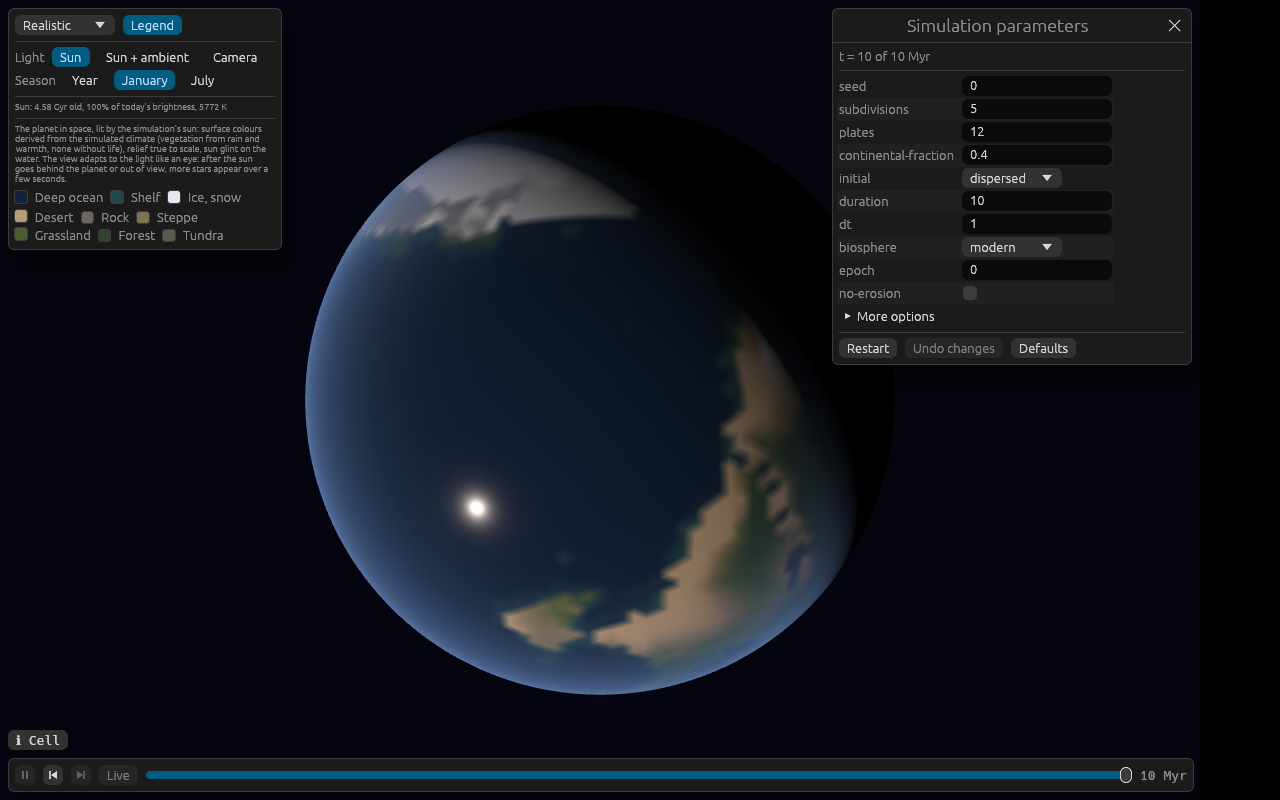 Realistic Legend
Light Sun Sun + ambient Camera
Season Year January July
Sun: 4.58 Gyr old, 100% of today's brightness, 5772 K
The planet in space, lit by the simulation's sun: surface colours
derived from the simulated climate (vegetation from rain and
warmth, none without life), relief true to scale, sun glint on the
water. The view adapts to the light like an eye: after the sun
goes behind the planet or out of view, more stars appear over a
few seconds.
Deep ocean Shelf Ice, snow
Desert Rock Steppe
Grassland Forest Tundra
Simulation parameters
t = 10 of 10 Myr
seed 0
subdivisions 5
plates 12
continental-fraction 0.4
initial dispersed
duration 10
dt 1
biosphere modern
epoch 0
no-erosion
More options
Restart Undo changes Defaults
Cell
Live 10 Myr